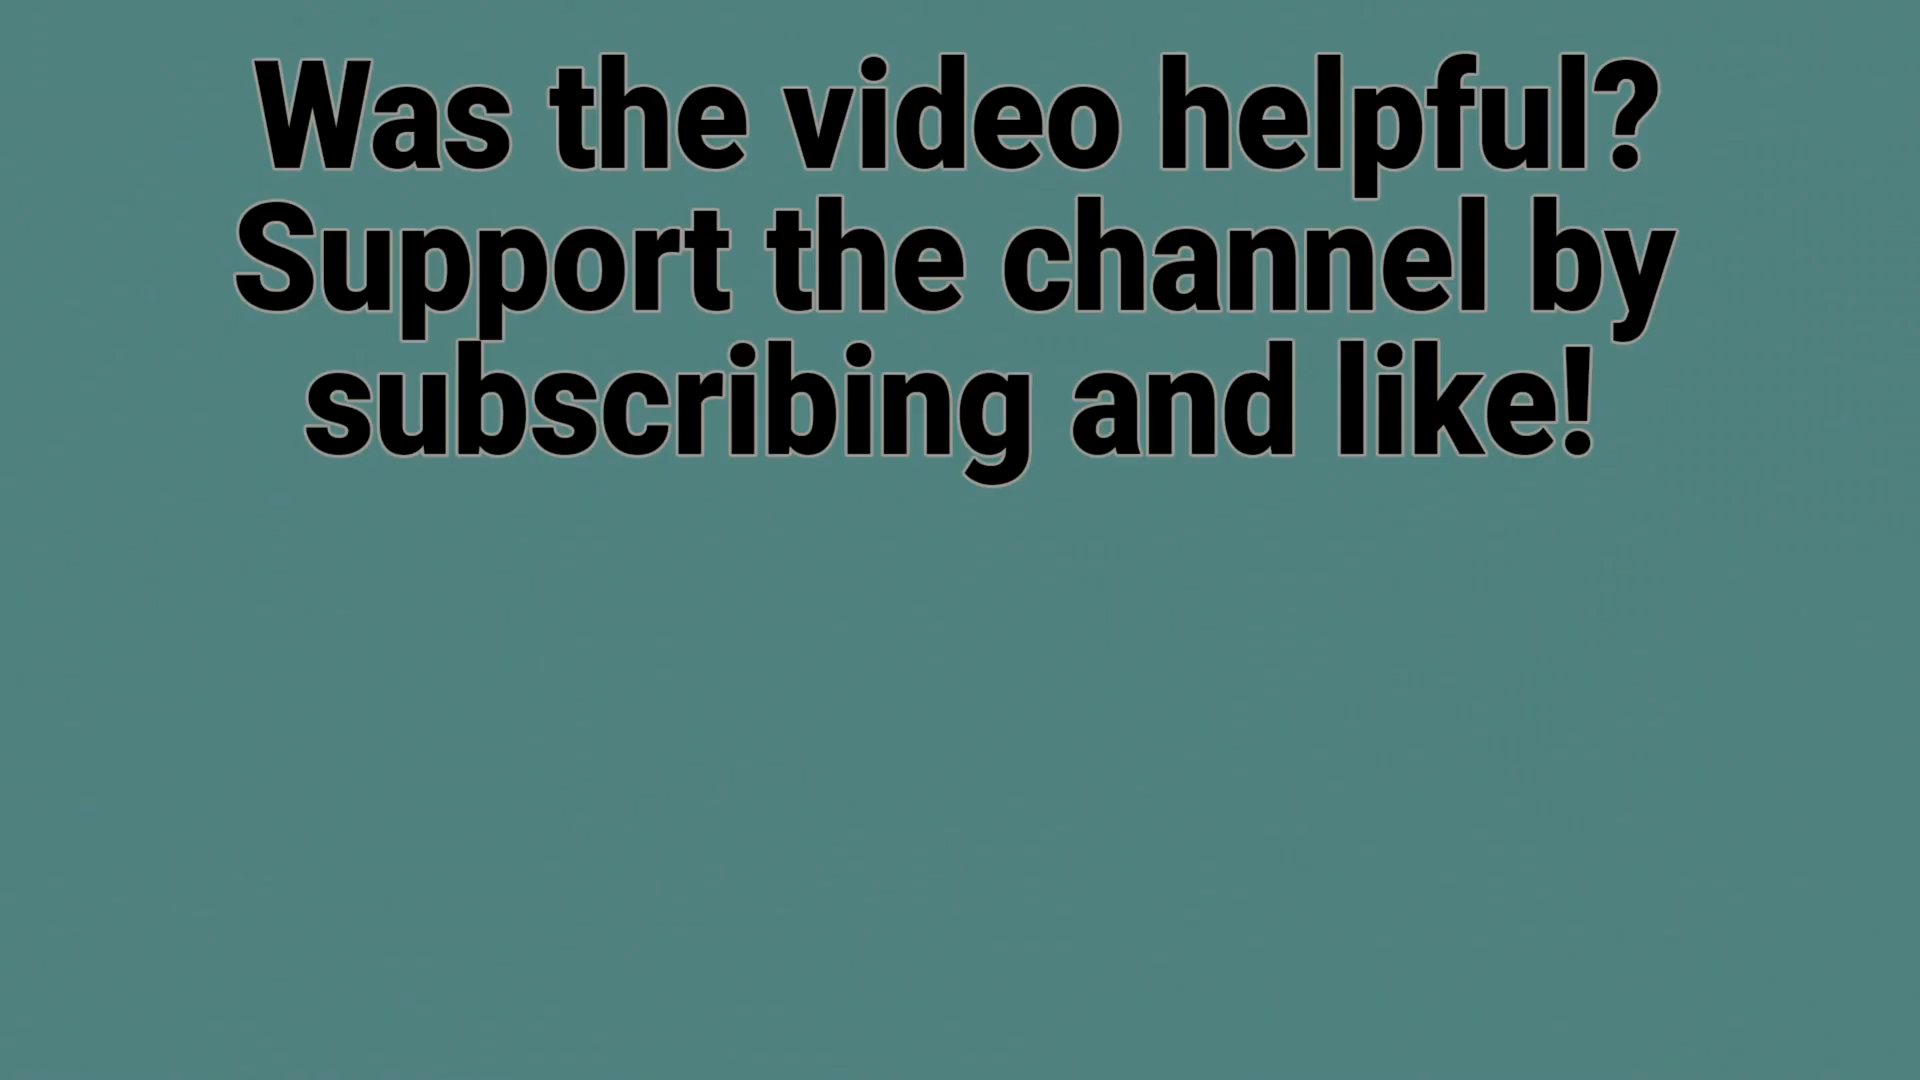 Was the video helpful?
Support the channel by
subscribing and like!